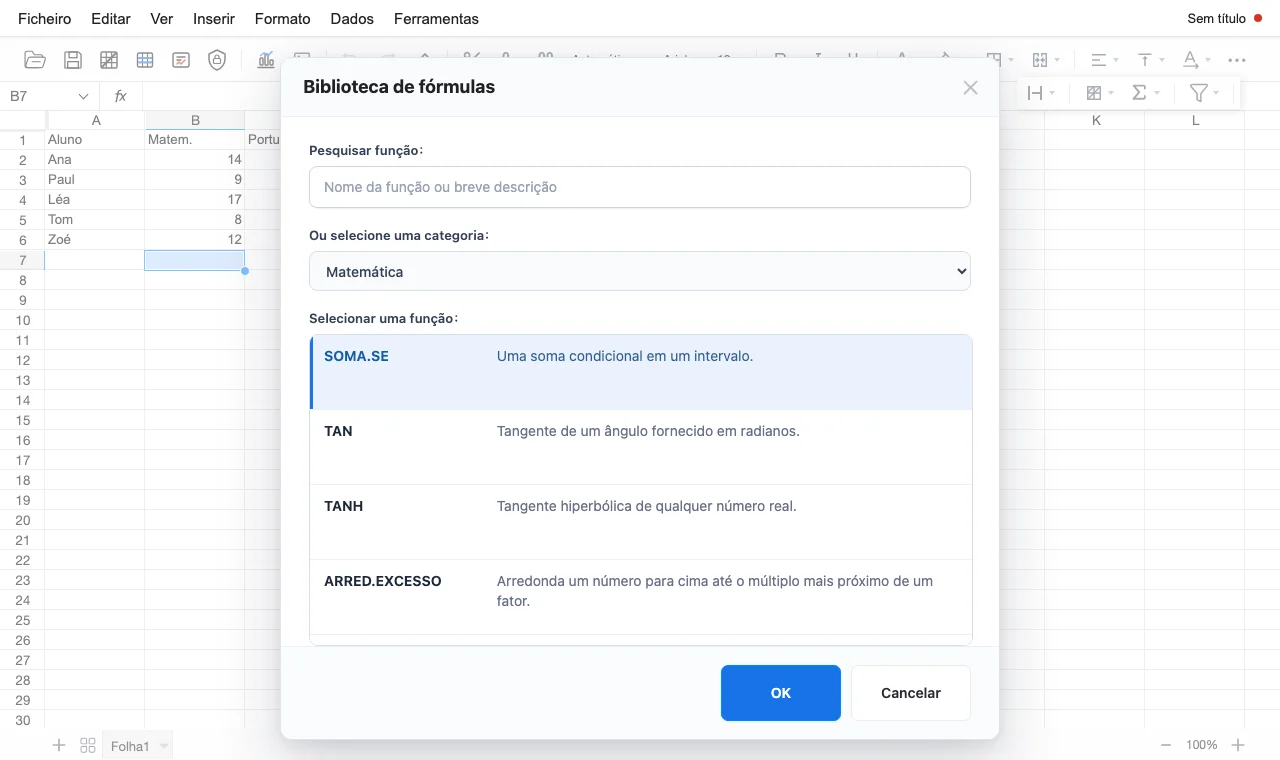 Ficheiro Editar Ver Inserir Formato Dados Ferramentas Sem título
B7 fx
Biblioteca de fórmulas
A B K L
1 Aluno Matem. Portu
2 Ana 14
3 Paul 9
4 Léa 17
5 Tom 8
6 Zoé 12
7
8
9
10
11
12
13
14
15
16
17
18
19
20
21
22
23
24
25
26
27
28
29
30
Pesquisar função:
Nome da função ou breve descrição
Ou selecione uma categoria:
Matemática
Selecionar uma função:
SOMA.SE Uma soma condicional em um intervalo.
TAN Tangente de um ângulo fornecido em radianos.
TANH Tangente hiperbólica de qualquer número real.
ARRED.EXCESSO Arredonda um número para cima até o múltiplo mais próximo de um
fator.
OK Cancelar
Folha1 100%